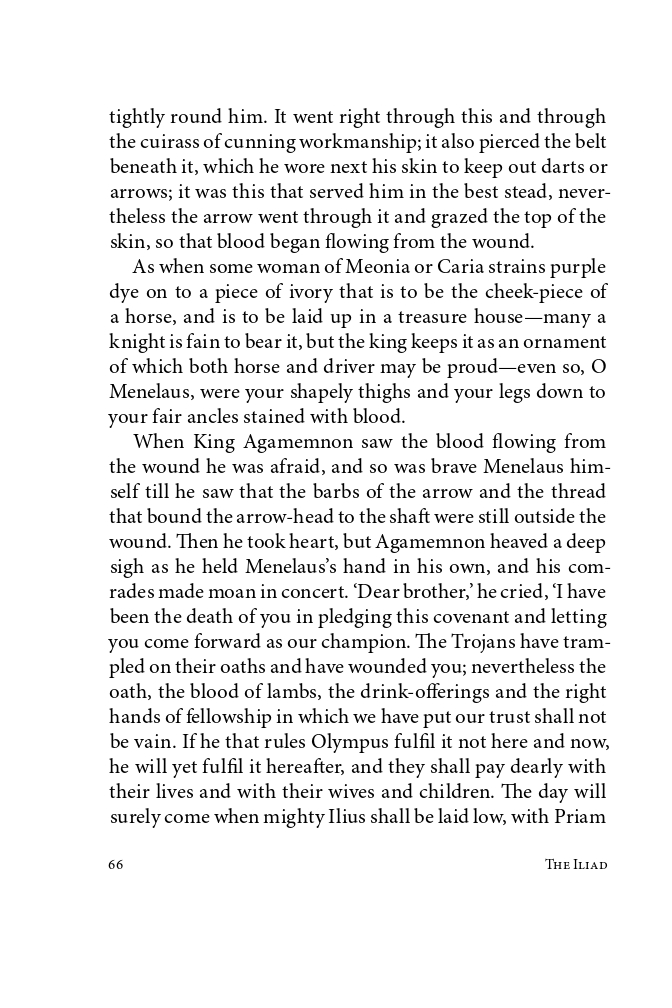 tightly round him. It went right through this and through
the cuirass of cunning workmanship; it also pierced the belt
beneath it, which he wore next his skin to keep out darts or
arrows; it was this that served him in the best stead, never-
theless the arrow went through it and grazed the top of the
skin, so that blood began flowing from the wound.
As when some woman of Meonia or Caria strains purple
dye on to a piece of ivory that is to be the cheek-piece of
a horse, and is to be laid up in a treasure house—many a
knight is fain to bear it, but the king keeps it as an ornament
of which both horse and driver may be proud—even so, O
Menelaus, were your shapely thighs and your legs down to
your fair ancles stained with blood.
When King Agamemnon saw the blood flowing from
the wound he was afraid, and so was brave Menelaus him-
self till he saw that the barbs of the arrow and the thread
that bound the arrow-head to the shaft were still outside the
wound. Then he took heart, but Agamemnon heaved a deep
sigh as he held Menelaus’s hand in his own, and his com-
rades made moan in concert. ‘Dear brother,’ he cried, ‘I have
been the death of you in pledging this covenant and letting
you come forward as our champion. The Trojans have tram-
pled on their oaths and have wounded you; nevertheless the
oath, the blood of lambs, the drink-offerings and the right
hands of fellowship in which we have put our trust shall not
be vain. If he that rules Olympus fulfil it not here and now,
he will yet fulfil it hereafter, and they shall pay dearly with
their lives and with their wives and children. The day will
surely come when mighty Ilius shall be laid low, with Priam
66 The Iliad